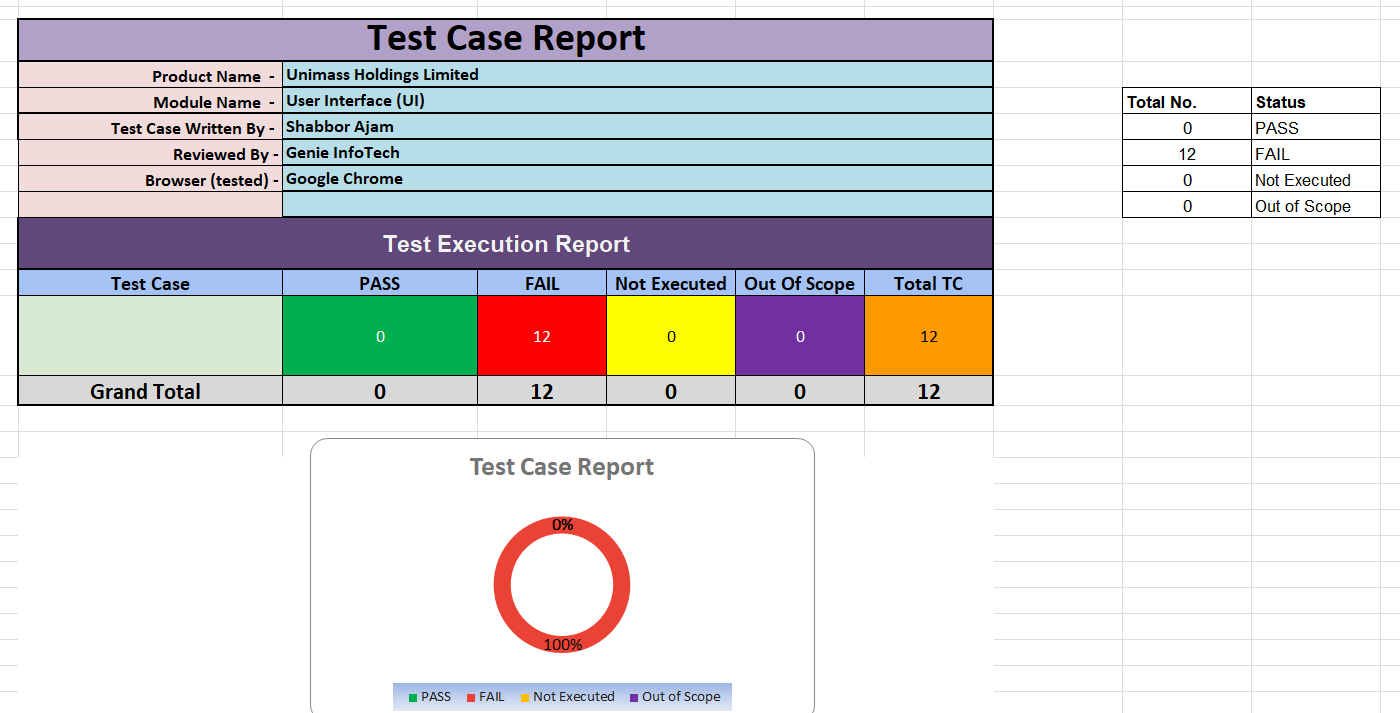 Test Case Report
Product Name - Unimass Holdings Limited
Module Name - User Interface (UI)
Test Case Written By - Shabbor Ajam
Reviewed By - Genie InfoTech
Browser (tested) - Google Chrome
Total No. Status
0 PASS
12 FAIL
0 Not Executed
0 Out of Scope
Test Execution Report
Test Case PASS FAIL Not Executed Out Of Scope Total TC
0 12 0 0 12
Grand Total 0 12 0 0 12
Test Case Report
0%
100%
PASS FAIL Not Executed Out of Scope